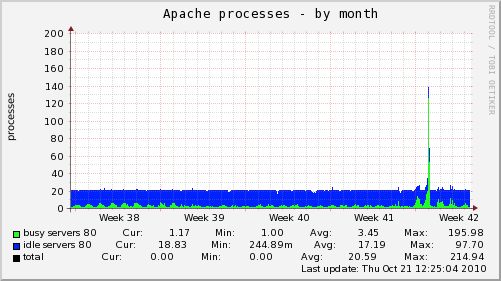 Apache processes - by month
RRDTOOL / TOBI OETIKER
processes
200
180
160
140
120
100
80
60
40
20
0
Week 38 Week 39 Week 40 Week 41 Week 42
busy servers 80 Cur: 1.17 Min: 1.00 Avg: 3.45 Max: 195.98
idle servers 80 Cur: 18.83 Min: 244.89m Avg: 17.19 Max: 97.70
total Cur: 0.00 Min: 0.00 Avg: 20.59 Max: 214.94
Last update: Thu Oct 21 12:25:04 2010